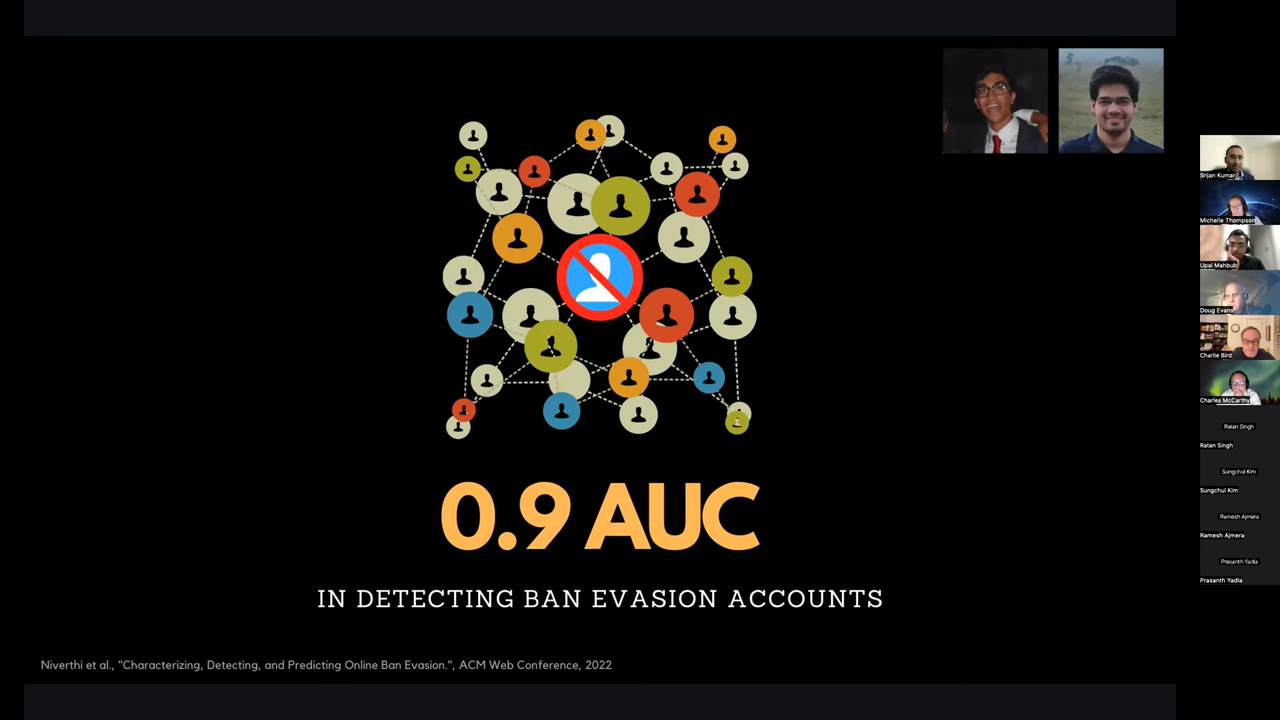 0.9 AUC
IN DETECTING BAN EVASION ACCOUNTS
Niverthi et al., "Characterizing, Detecting, and Predicting Online Ban Evasion.", ACM Web Conference, 2022
Srijan Kumar
Michelle Thompson
Upal Mahbub
Doug Evans
Charlie Bird
Charles McCarthy
Ratan Singh
Ratan Singh
Sungchul Kim
Sungchul Kim
Ramesh Ajmera
Ramesh Ajmera
Prasanth Yadla
Prasanth Yadla